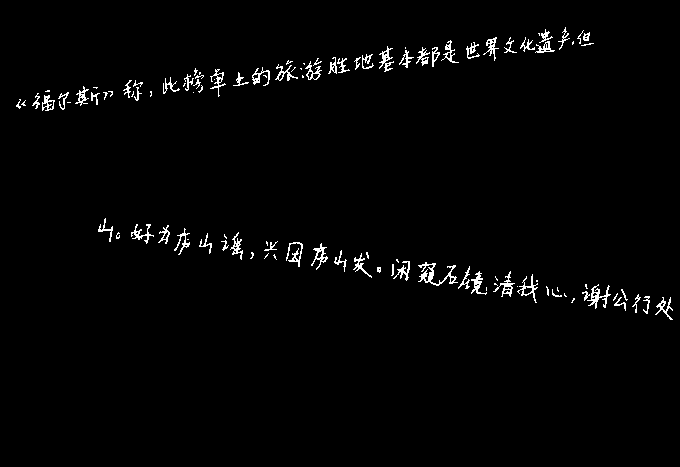 《福尔斯》称，此榜单上的旅游胜地基本都是世界文化遗产，但
山。好为庐山谣，兴因庐山发。闲窥石镜清我心，谢公行处